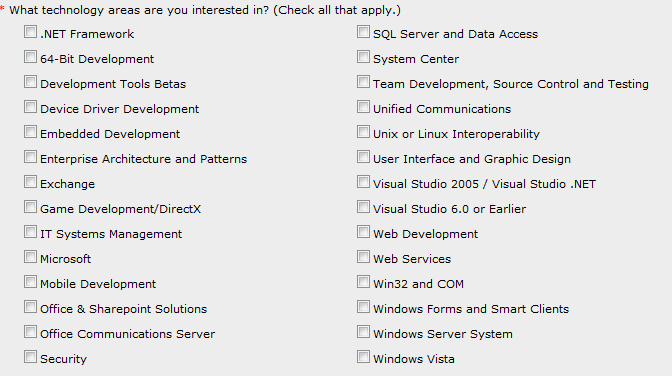 * What technology areas are you interested in? (Check all that apply.)
.NET Framework
64-Bit Development
Development Tools Betas
Device Driver Development
Embedded Development
Enterprise Architecture and Patterns
Exchange
Game Development/DirectX
IT Systems Management
Microsoft
Mobile Development
Office & Sharepoint Solutions
Office Communications Server
Security
SQL Server and Data Access
System Center
Team Development, Source Control and Testing
Unified Communications
Unix or Linux Interoperability
User Interface and Graphic Design
Visual Studio 2005 / Visual Studio .NET
Visual Studio 6.0 or Earlier
Web Development
Web Services
Win32 and COM
Windows Forms and Smart Clients
Windows Server System
Windows Vista